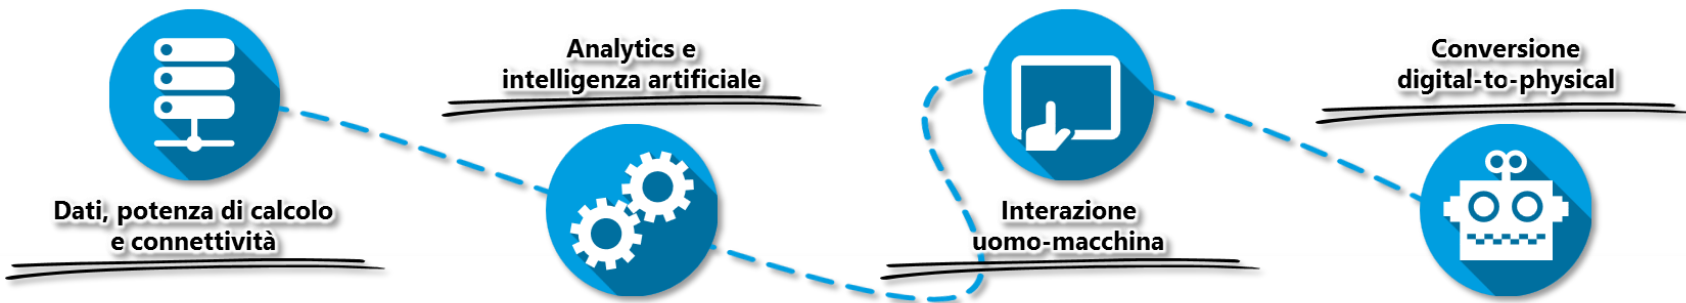 Dati, potenza di calcolo
e connettività
Analytics e
intelligenza artificiale
Interazione
uomo-macchina
Conversione
digital-to-physical